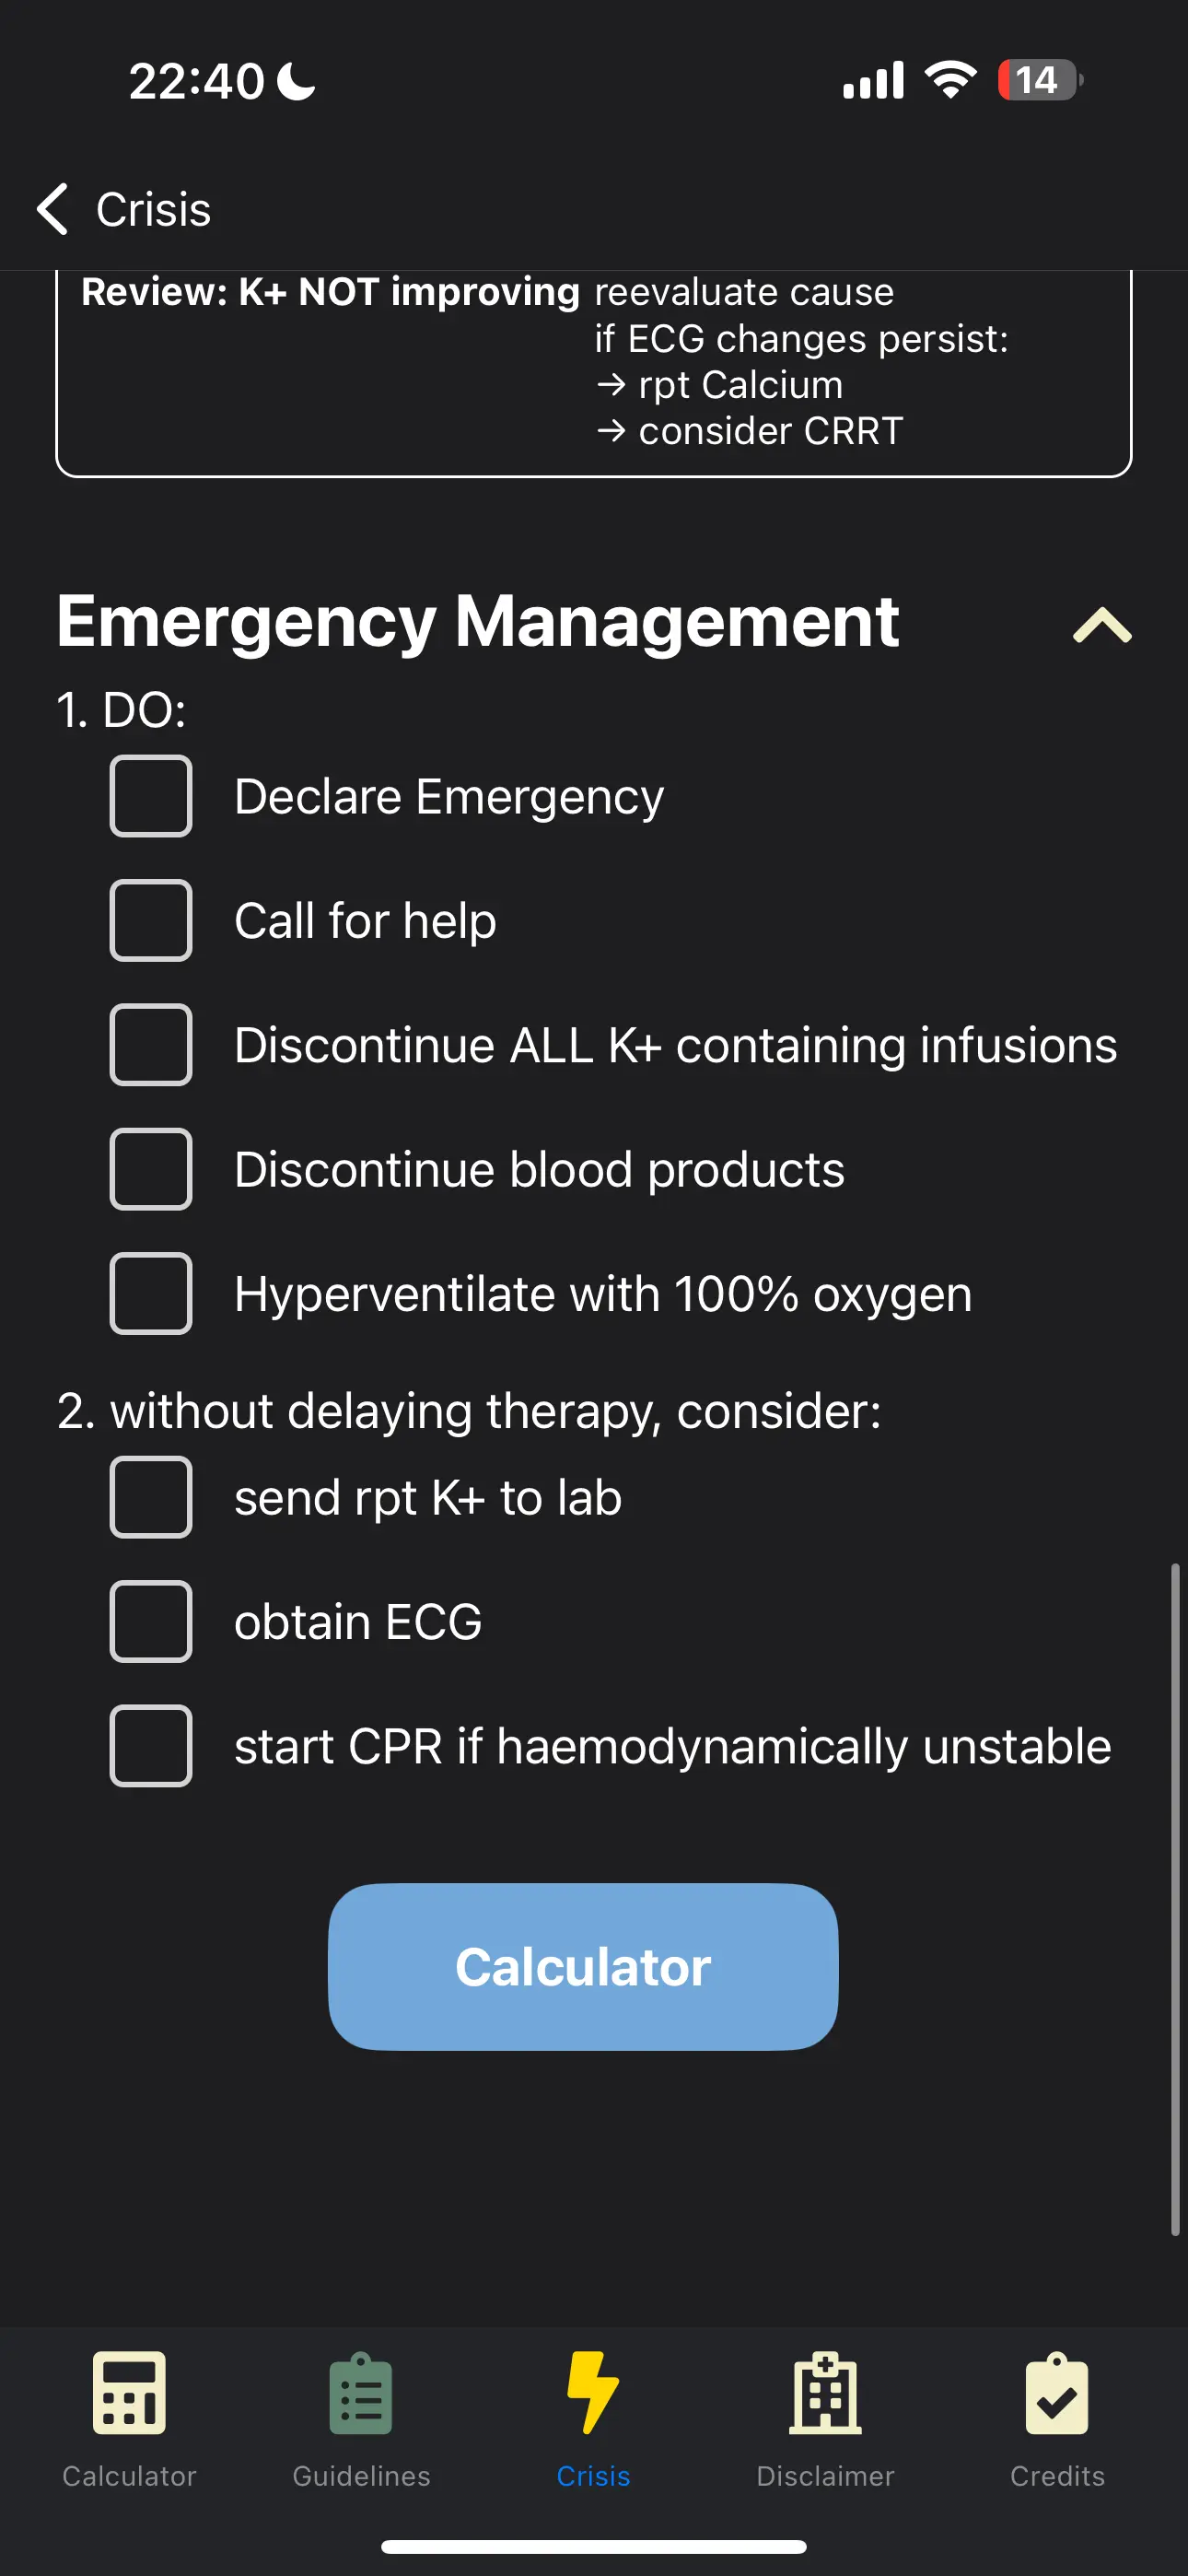 22:40
14
Crisis
Review: K+ NOT improving reevaluate cause
if ECG changes persist:
→ rpt Calcium
→ consider CRRT
Emergency Management
1. DO:
Declare Emergency
Call for help
Discontinue ALL K+ containing infusions
Discontinue blood products
Hyperventilate with 100% oxygen
2. without delaying therapy, consider:
send rpt K+ to lab
obtain ECG
start CPR if haemodynamically unstable
Calculator
Calculator Guidelines Crisis Disclaimer Credits